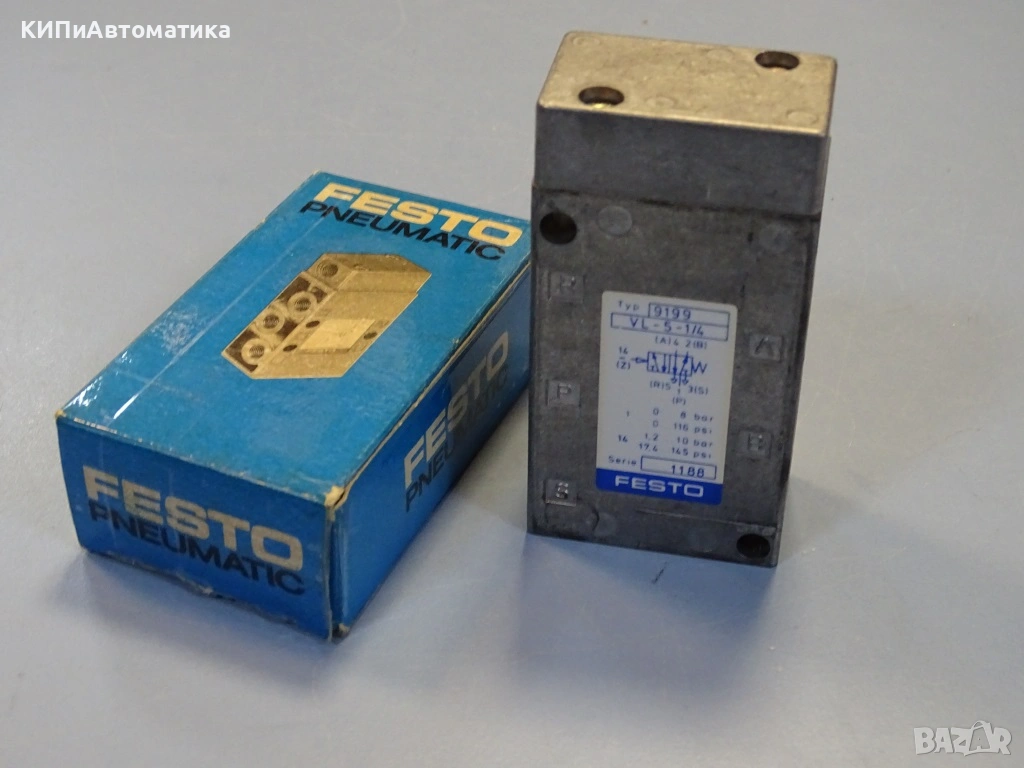 КИПиАвтоматика
FESTO
PNEUMATIC
FESTO
PNEUMATIC
FESTO
PNEUMATIC
R
P
S
A
B
Typ 9199
VL-5-1/4
(A)4 2(B)
14
(Z)
(R)5 1 3(S)
(P)
1 0 8 bar
0 116 psi
14 1,2 10 bar
17,4 145 psi
Serie 1188
FESTO
BAZAR